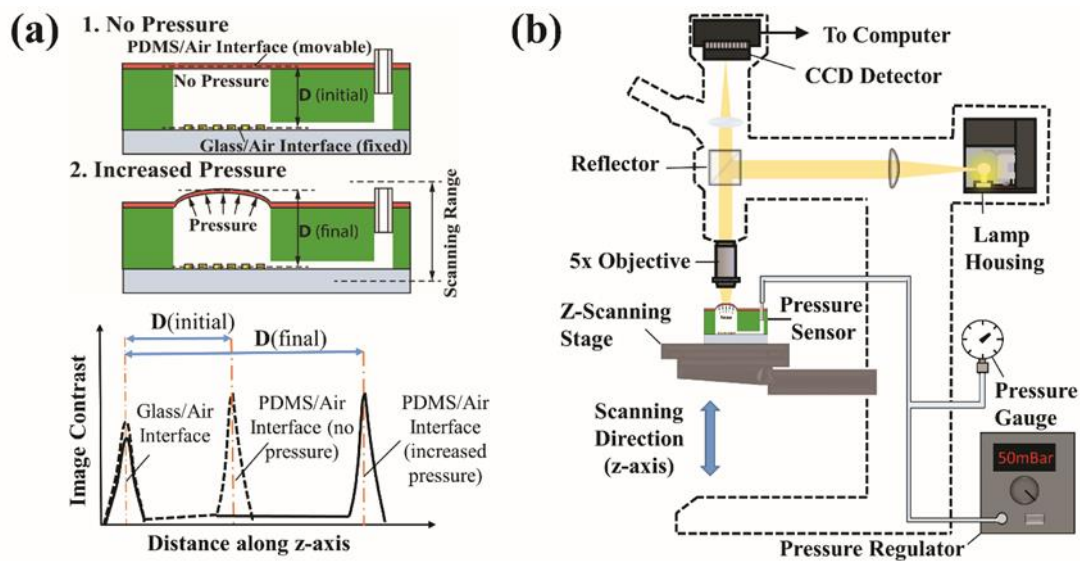 (a)
1. No Pressure
PDMS/Air Interface (movable)
No Pressure
D (initial)
Glass/Air Interface (fixed)
2. Increased Pressure
Pressure
D (final)
Scanning Range
D(initial)
D(final)
Glass/Air
Interface
PDMS/Air
Interface (no
pressure)
PDMS/Air
Interface
(increased
pressure)
Image Contrast
Distance along z-axis
(b)
To Computer
CCD Detector
Reflector
Lamp
Housing
5x Objective
Z-Scanning
Stage
Pressure
Sensor
Scanning
Direction
(z-axis)
Pressure
Gauge
50mBar
Pressure Regulator